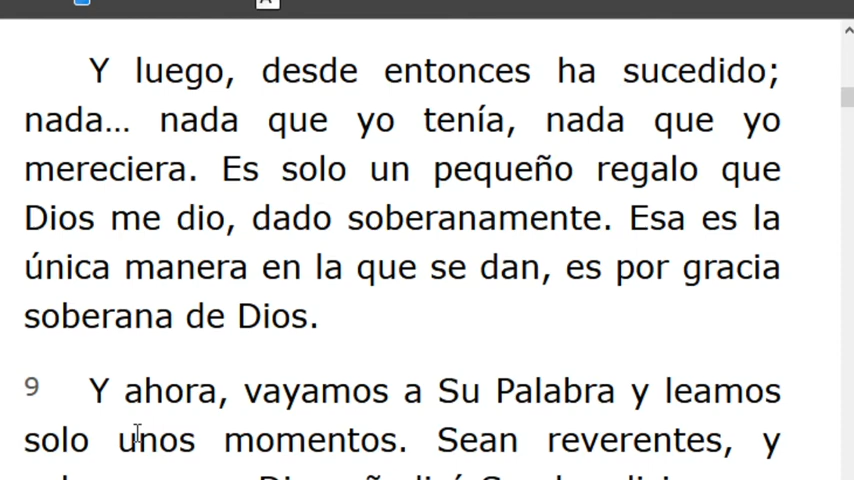 Y luego, desde entonces ha sucedido;
nada... nada que yo tenía, nada que yo
mereciera. Es solo un pequeño regalo que
Dios me dio, dado soberanamente. Esa es la
única manera en la que se dan, es por gracia
soberana de Dios.
9 Y ahora, vayamos a Su Palabra y leamos
solo unos momentos. Sean reverentes, y